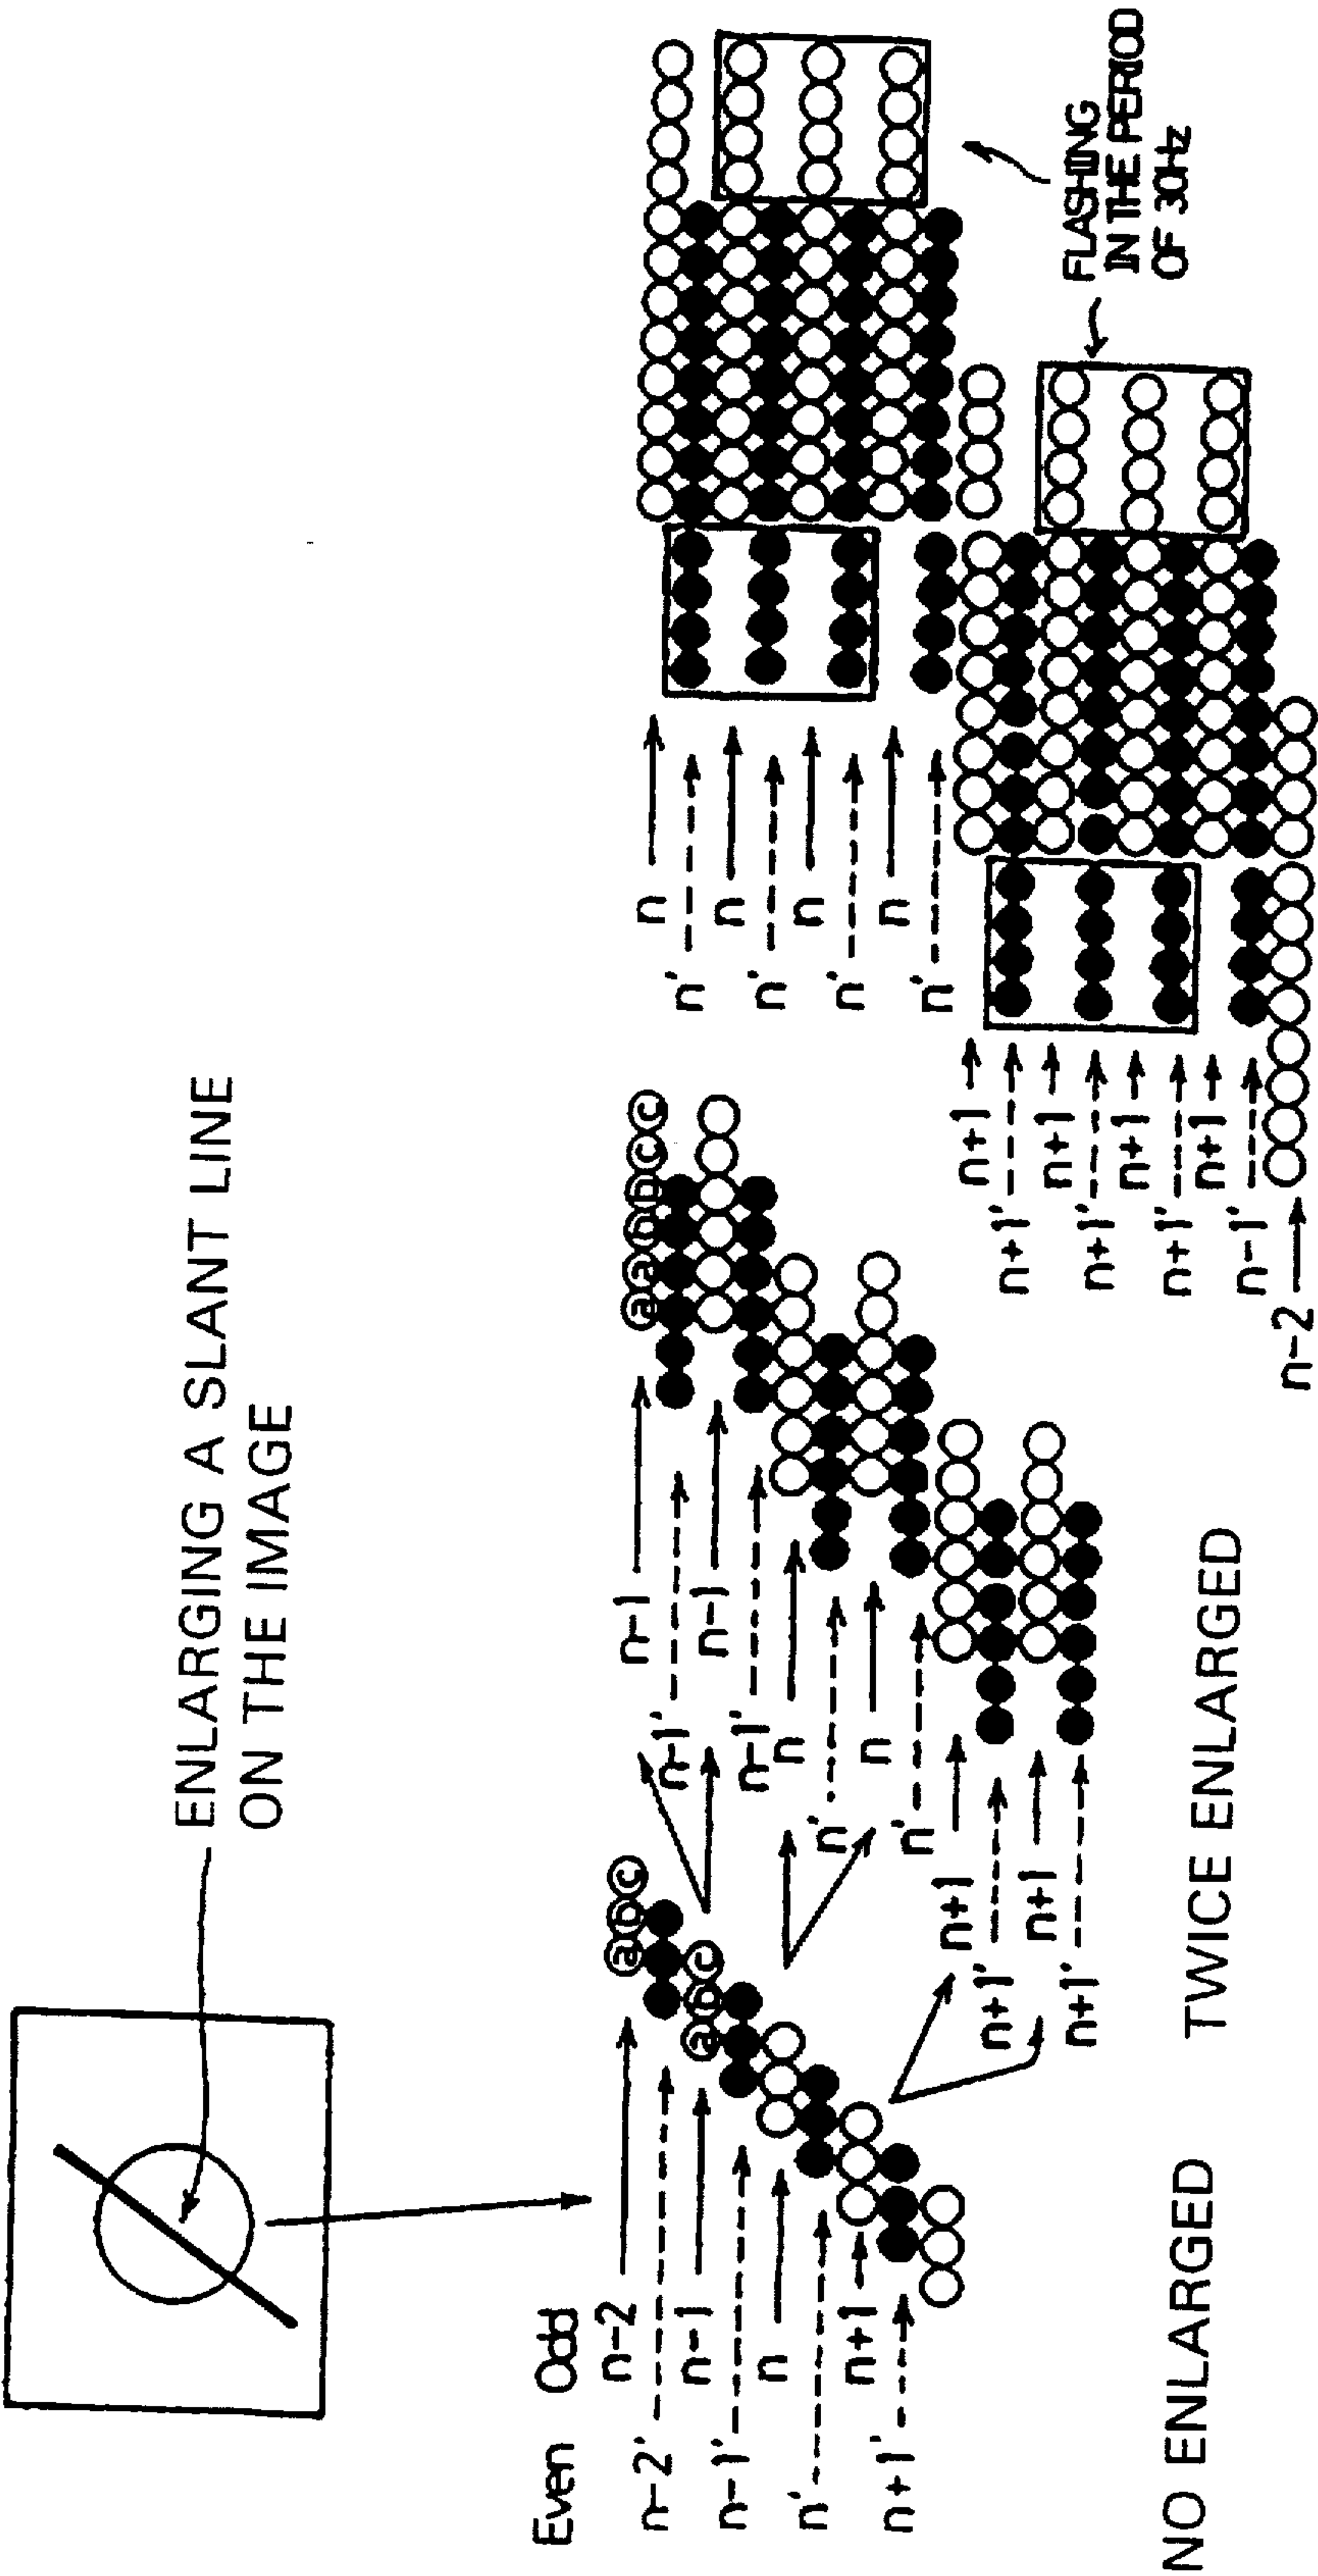 ENLARGING A SLANT LINE
ON THE IMAGE
Even Odd
n-2
n-2'
n-1
n-1'
n
n'
n+1
n+1'
a b c
a b c
NO ENLARGED
n-1
n-1'
n-1
n-1'
n
n'
n
n'
n+1
n+1'
n+1
n+1'
a a b b c c
TWICE ENLARGED
n
n'
n
n'
n
n'
n
n'
n+1
n+1'
n+1
n+1'
n+1
n+1'
n+1
n-1'
n-2
FLASHING
IN THE PERIOD
OF 30Hz